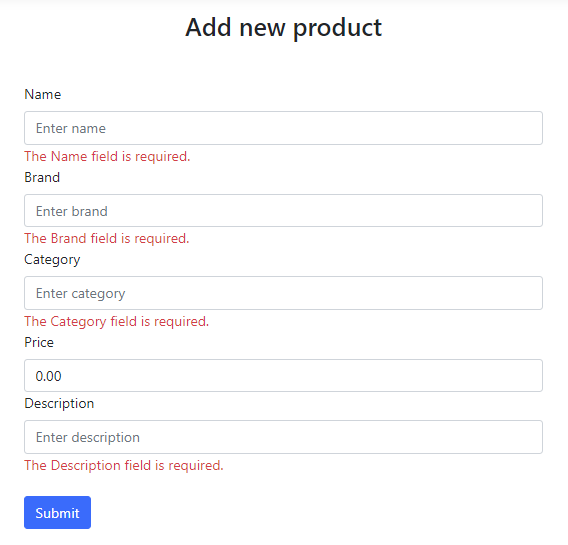 Add new product
Name
Enter name
The Name field is required.
Brand
Enter brand
The Brand field is required.
Category
Enter category
The Category field is required.
Price
0.00
Description
Enter description
The Description field is required.
Submit